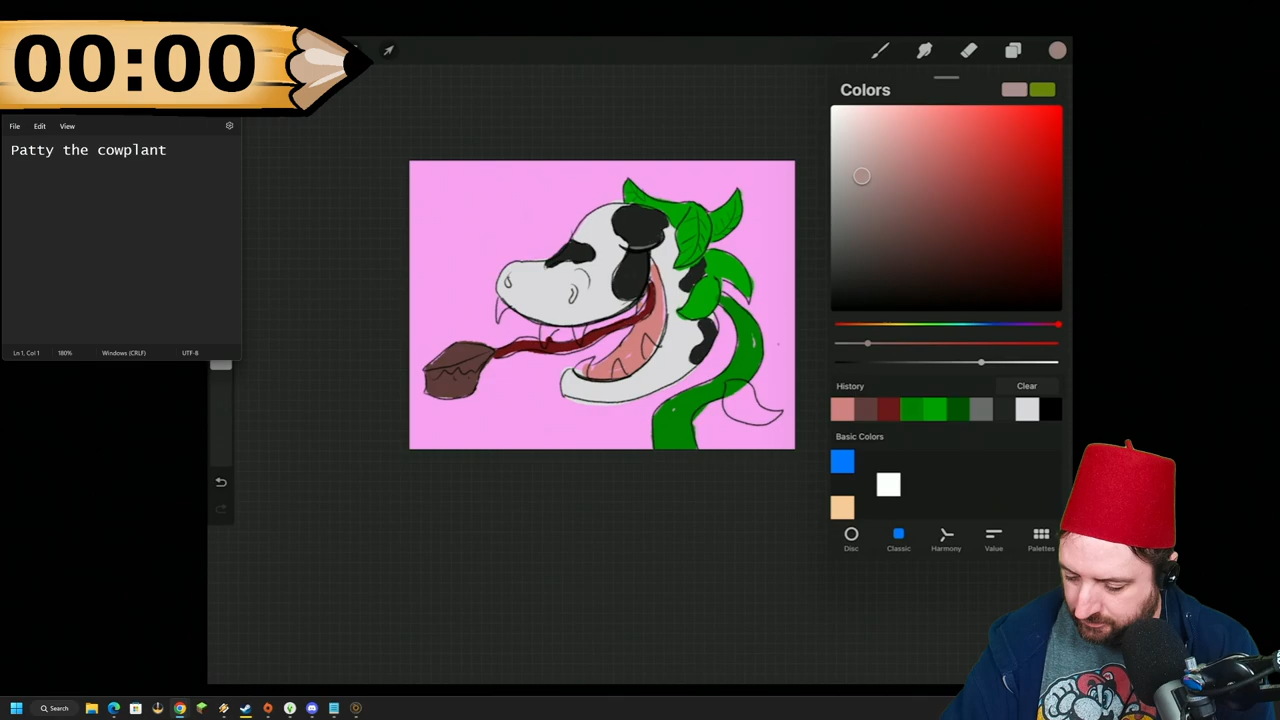 00:00
File Edit View
Patty the cowplant
Ln 1, Col 1 180% Windows (CRLF) UTF-8
Colors
History Clear
Basic Colors
Disc Classic Harmony Value Palettes
Search